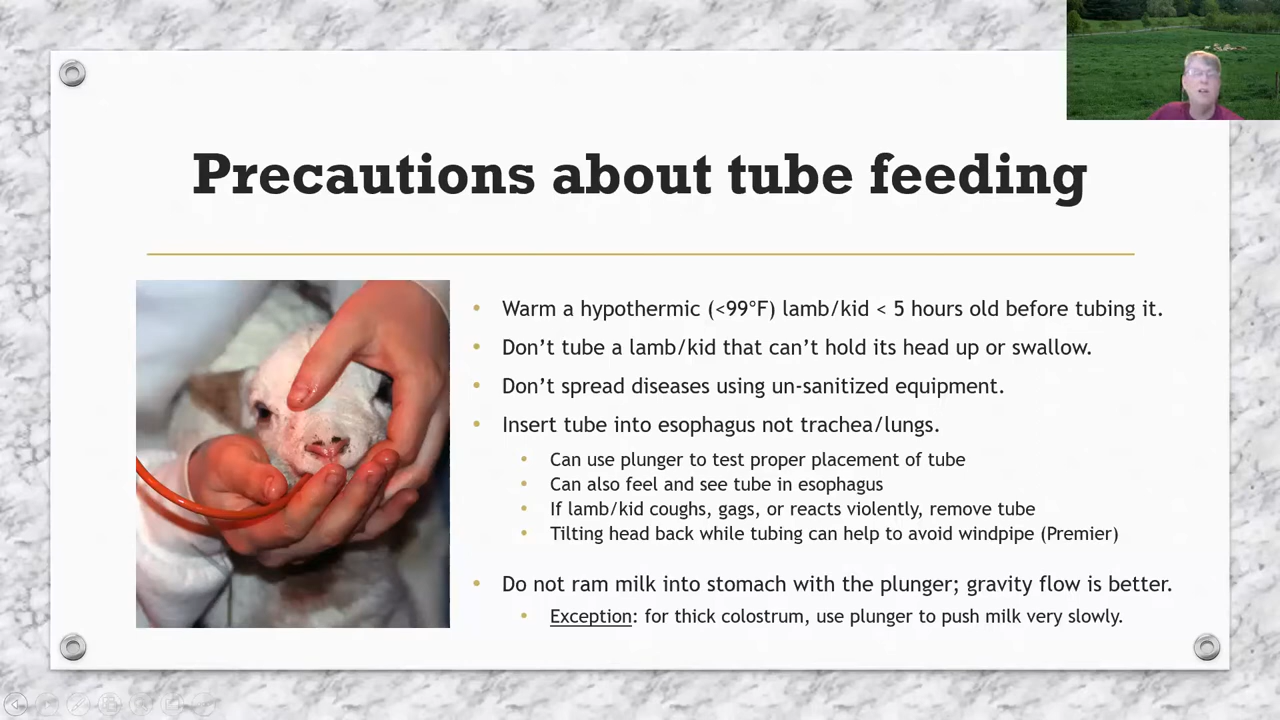 Precautions about tube feeding
Warm a hypothermic (<99°F) lamb/kid < 5 hours old before tubing it.
Don’t tube a lamb/kid that can’t hold its head up or swallow.
Don’t spread diseases using un-sanitized equipment.
Insert tube into esophagus not trachea/lungs.
Can use plunger to test proper placement of tube
Can also feel and see tube in esophagus
If lamb/kid coughs, gags, or reacts violently, remove tube
Tilting head back while tubing can help to avoid windpipe (Premier)
Do not ram milk into stomach with the plunger; gravity flow is better.
Exception: for thick colostrum, use plunger to push milk very slowly.